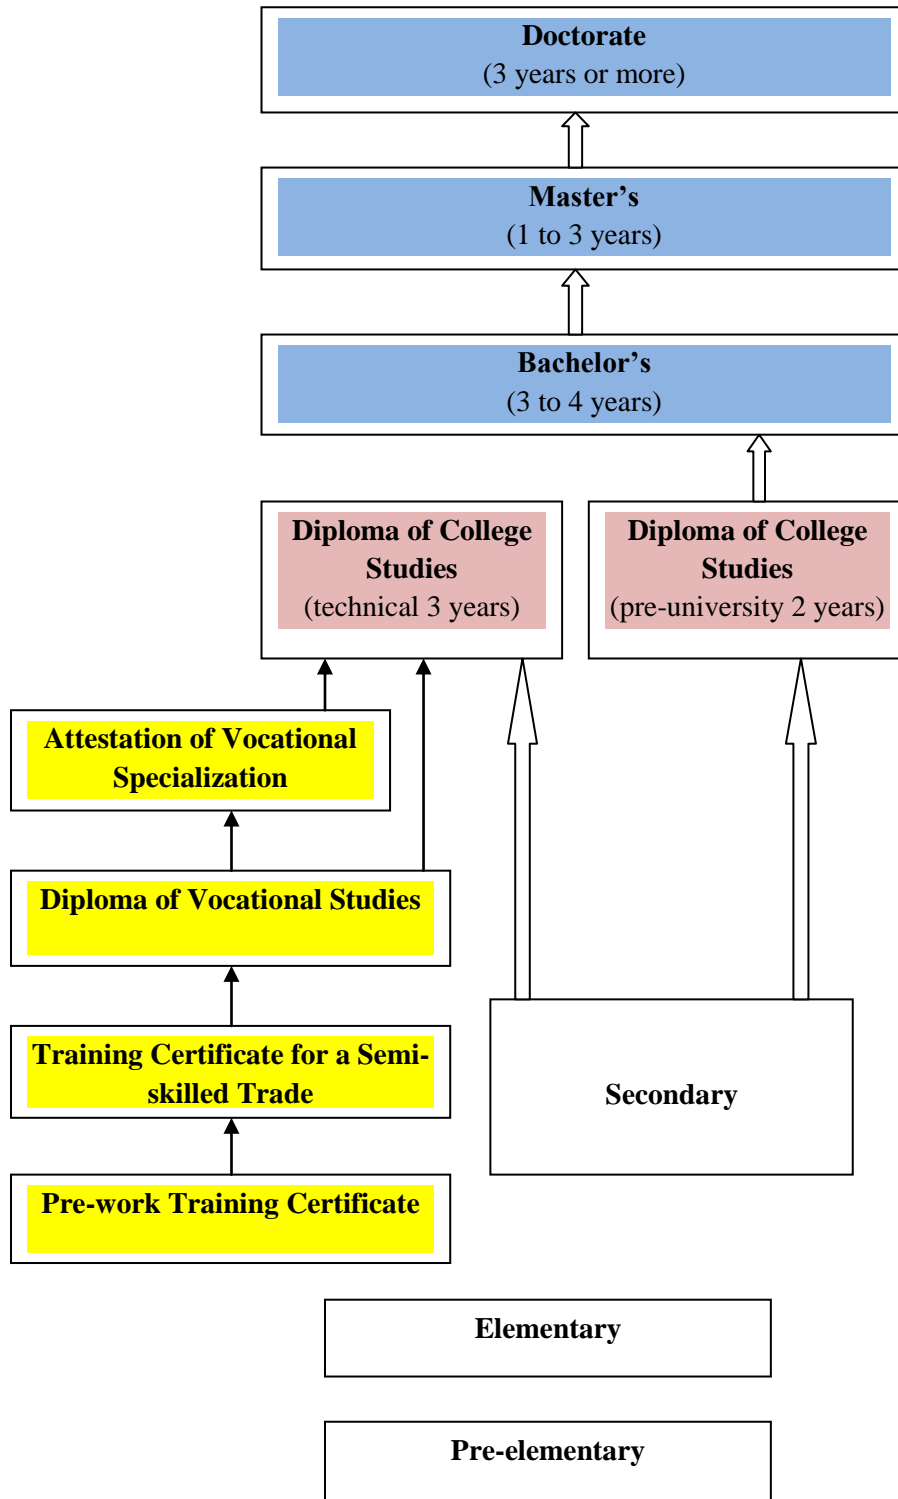 Doctorate
(3 years or more)
Master’s
(1 to 3 years)
Bachelor’s
(3 to 4 years)
Diploma of College
Studies
(technical 3 years)
Diploma of College
Studies
(pre-university 2 years)
Attestation of Vocational
Specialization
Diploma of Vocational Studies
Training Certificate for a Semi-
skilled Trade
Secondary
Pre-work Training Certificate
Elementary
Pre-elementary